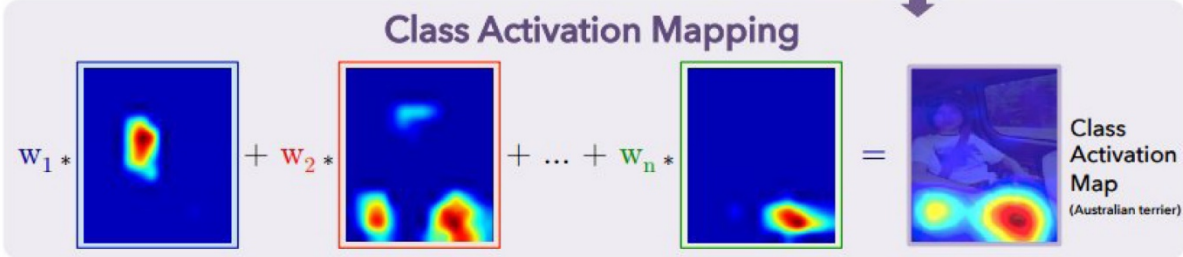 Class Activation Mapping
w1 * + w2 * + ... + wn * =
Class
Activation
Map
(Australian terrier)